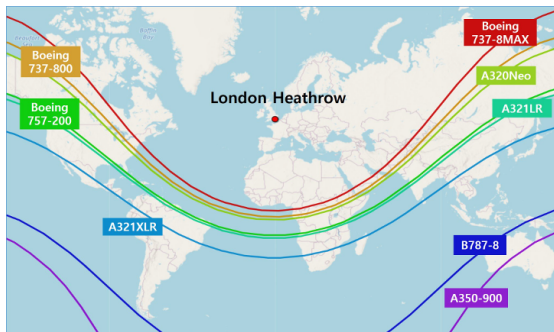 Boeing
737-8MAX
Boeing
737-800
A320Neo
London Heathrow
A321LR
Boeing
757-200
A321XLR
B787-8
A350-900